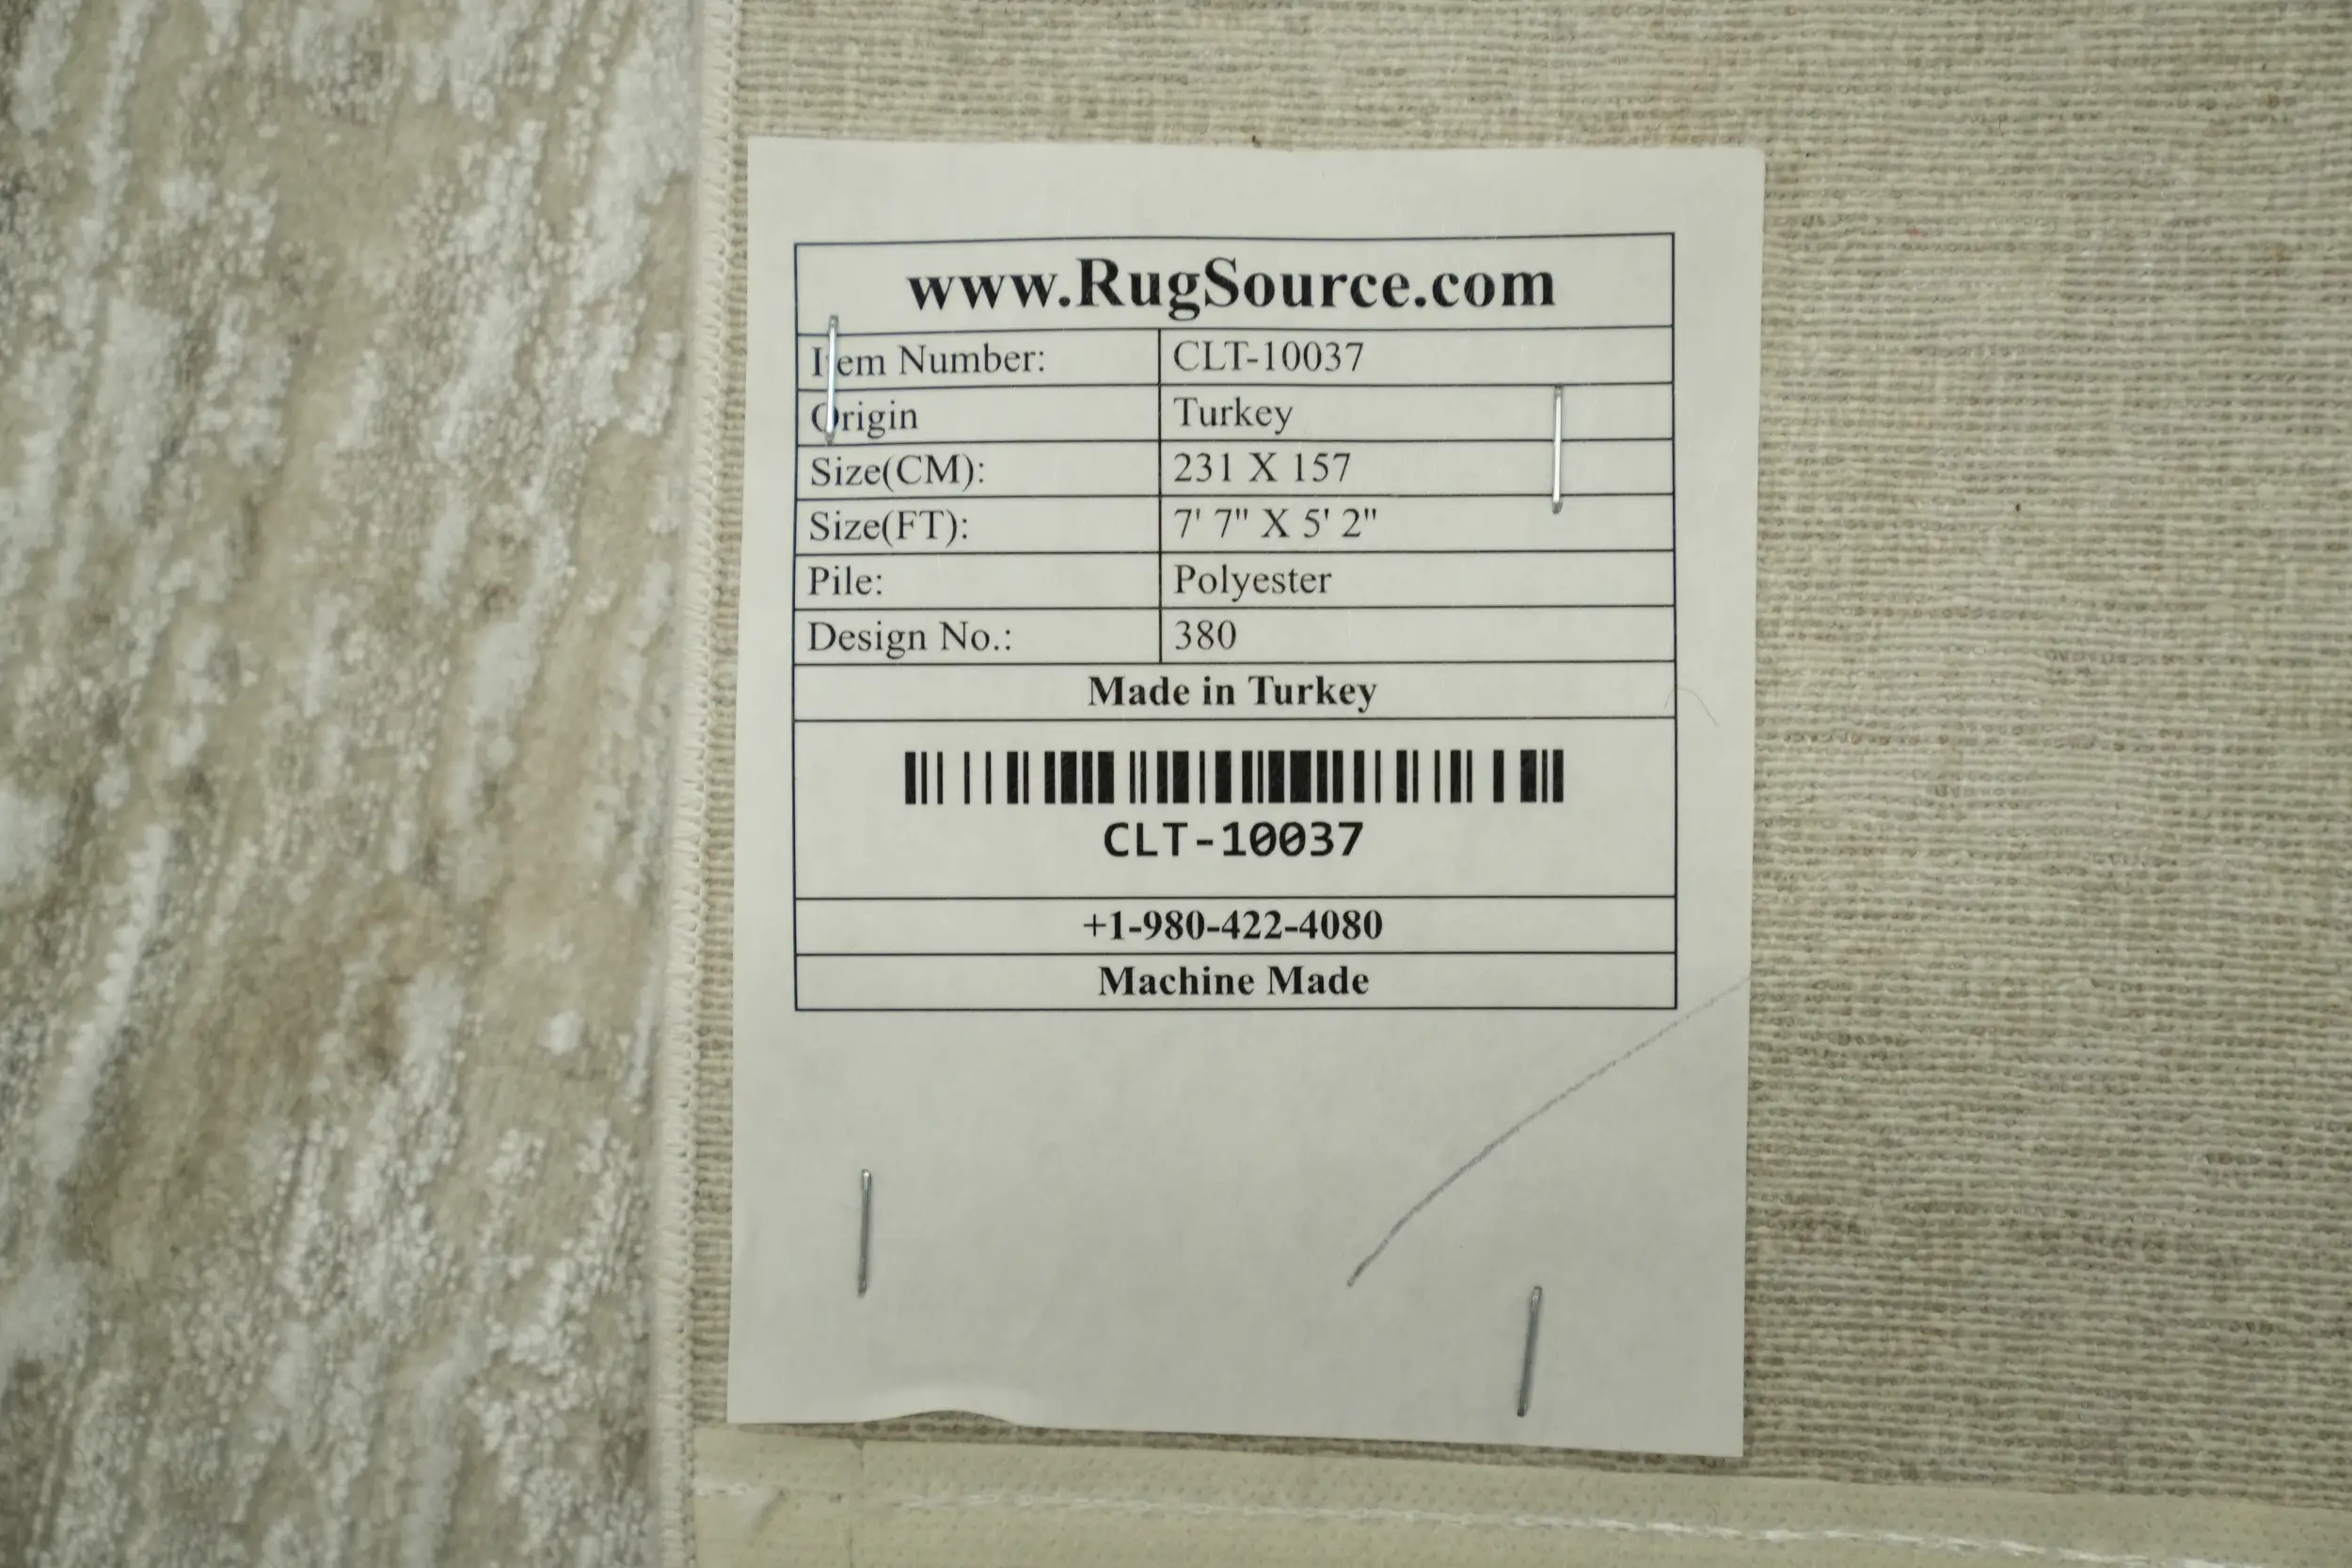 www.RugSource.com
Item Number: CLT-10037
Origin Turkey
Size(CM): 231 X 157
Size(FT): 7' 7" X 5' 2"
Pile: Polyester
Design No.: 380
Made in Turkey
CLT-10037
+1-980-422-4080
Machine Made